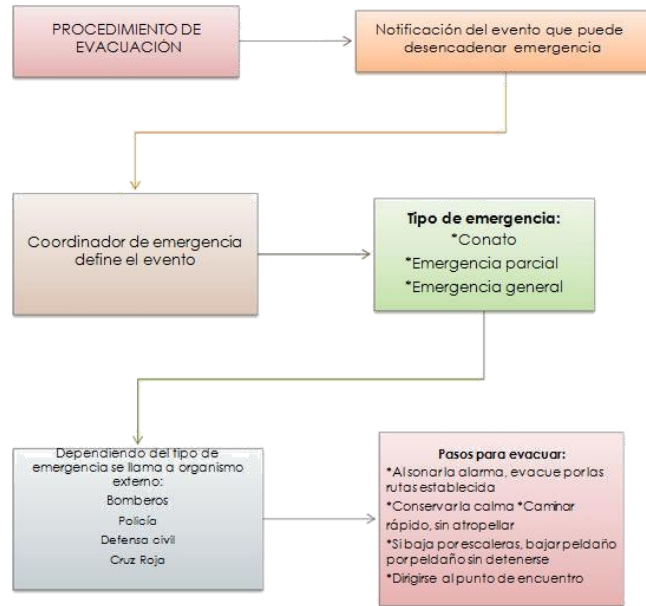 PROCEDIMIENTO DE
EVACUACIÓN
Notificación del evento que puede
desencadenar emergencia
Coordinador de emergencia
define el evento
Tipo de emergencia:
*Conato
*Emergencia parcial
*Emergencia general
Dependiendo del tipo de
emergencia se llama a organismo
externo:
Bomberos
Policía
Defensa civil
Cruz Roja
Pasos para evacuar:
*Al sonar la alarma, evacue por las
rutas establecida
*Conservar la calma *Caminar
rápido, sin atropellar
*Si baja por escaleras, bajar peldaño
por peldaño sin detenerse
*Dirigirse al punto de encuentro